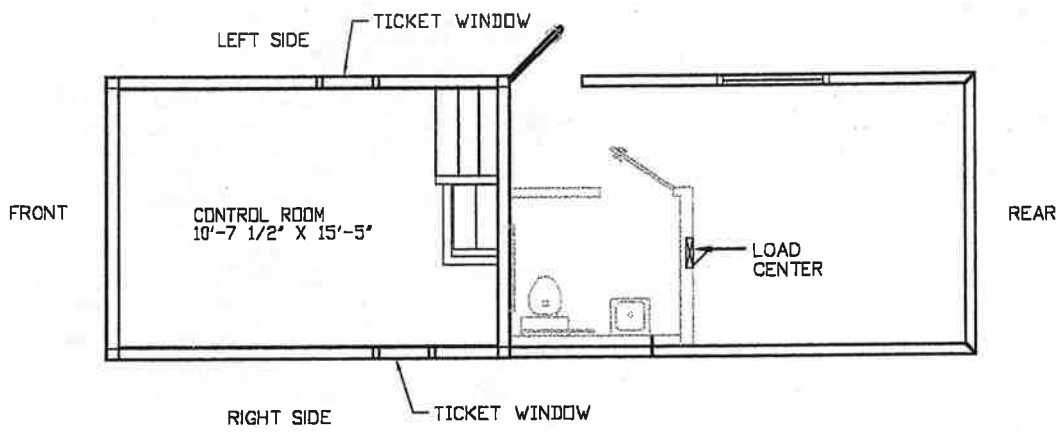 TICKET WINDOW
LEFT SIDE
FRONT
CONTROL ROOM
10'-7 1/2" X 15'-5"
LOAD
CENTER
REAR
TICKET WINDOW
RIGHT SIDE